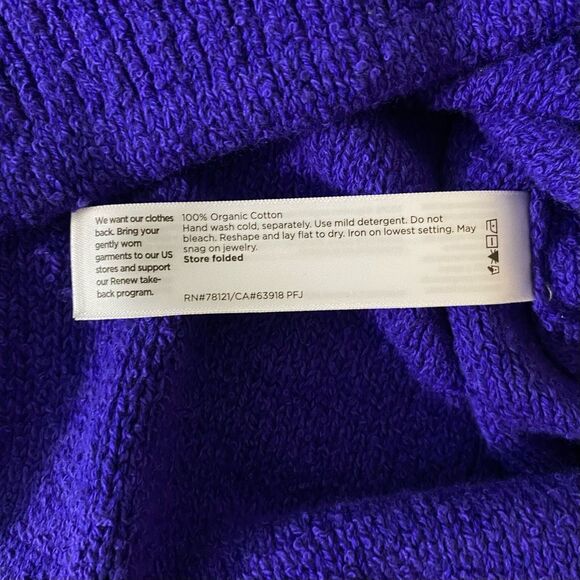 We want our clothes
back. Bring your
gently worn
garments to our US
stores and support
our Renew take-
back program.
100% Organic Cotton
Hand wash cold, separately. Use mild detergent. Do not
bleach. Reshape and lay flat to dry. Iron on lowest setting. May
snag on jewelry.
Store folded
RN#78121/CA#63918 PFJ